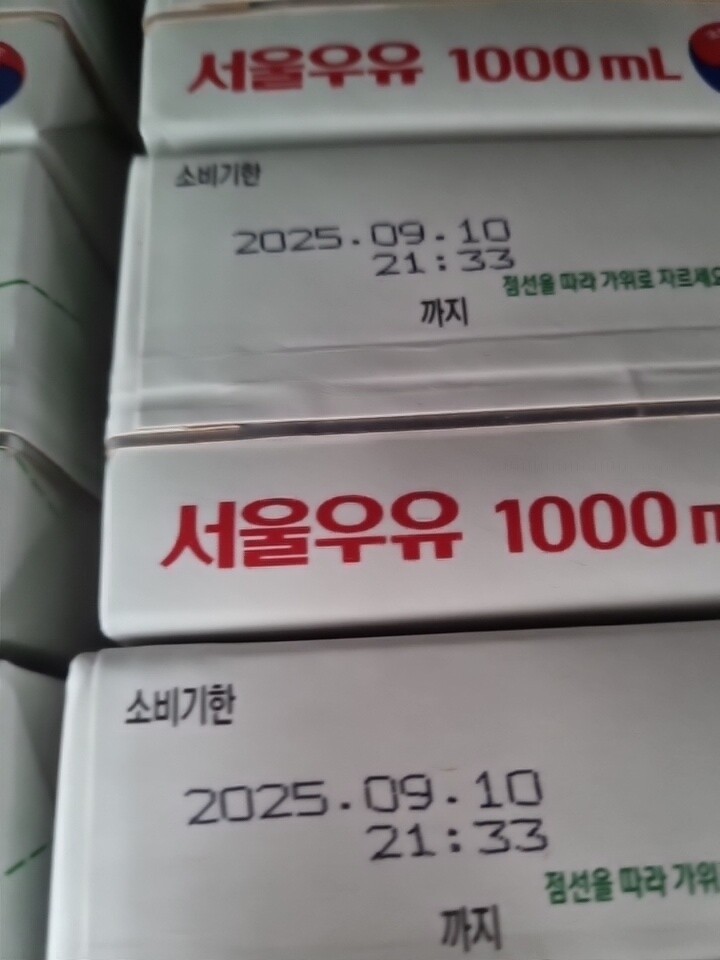 서울우유 1000 mL
소비기한
2025.09.10
21:33
점선을 따라 가위로 자르세요
까지
서울우유 1000 m
소비기한
2025.09.10
21:33
점선을 따라 가위
까지